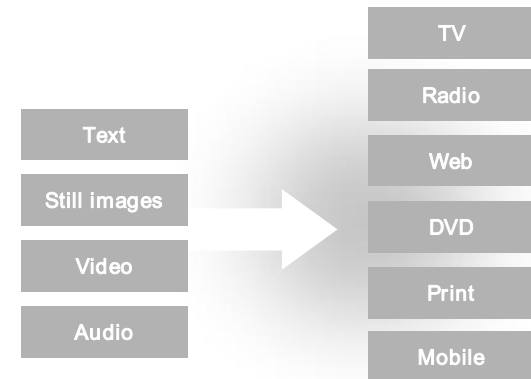 Text
Still images
Video
Audio
TV
Radio
Web
DVD
Print
Mobile